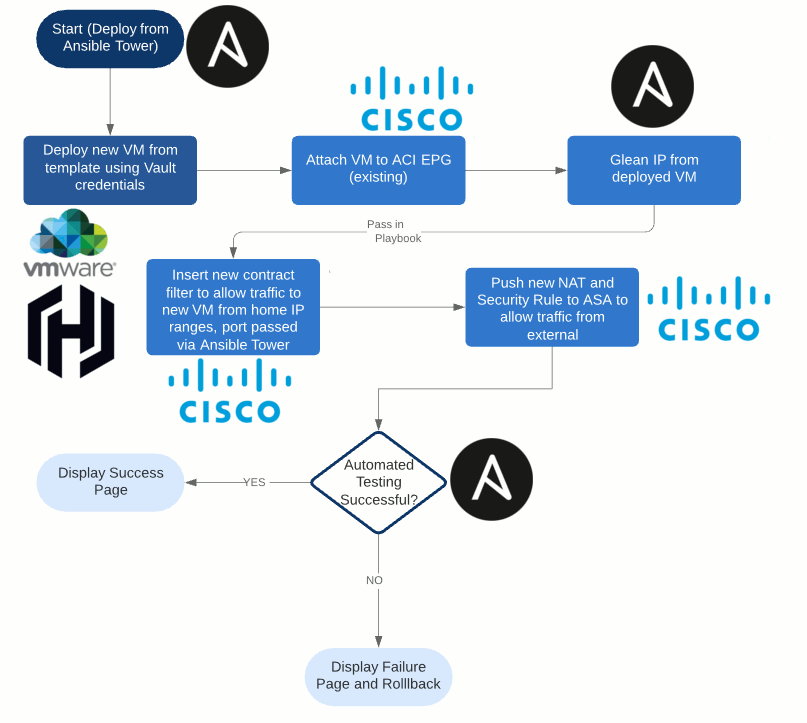 Start (Deploy from
Ansible Tower)
CISCO
Deploy new VM from
template using Vault
credentials
Attach VM to ACI EPG
(existing)
Glean IP from
deployed VM
Pass in
Playbook
vmware®
Insert new contract
filter to allow traffic to
new VM from home IP
ranges, port passed
via Ansible Tower
Push new NAT and
Security Rule to ASA to
allow traffic from
external
CISCO
CISCO
Automated
Testing
Successful?
Display Success
Page
YES
NO
Display Failure
Page and Rolllback